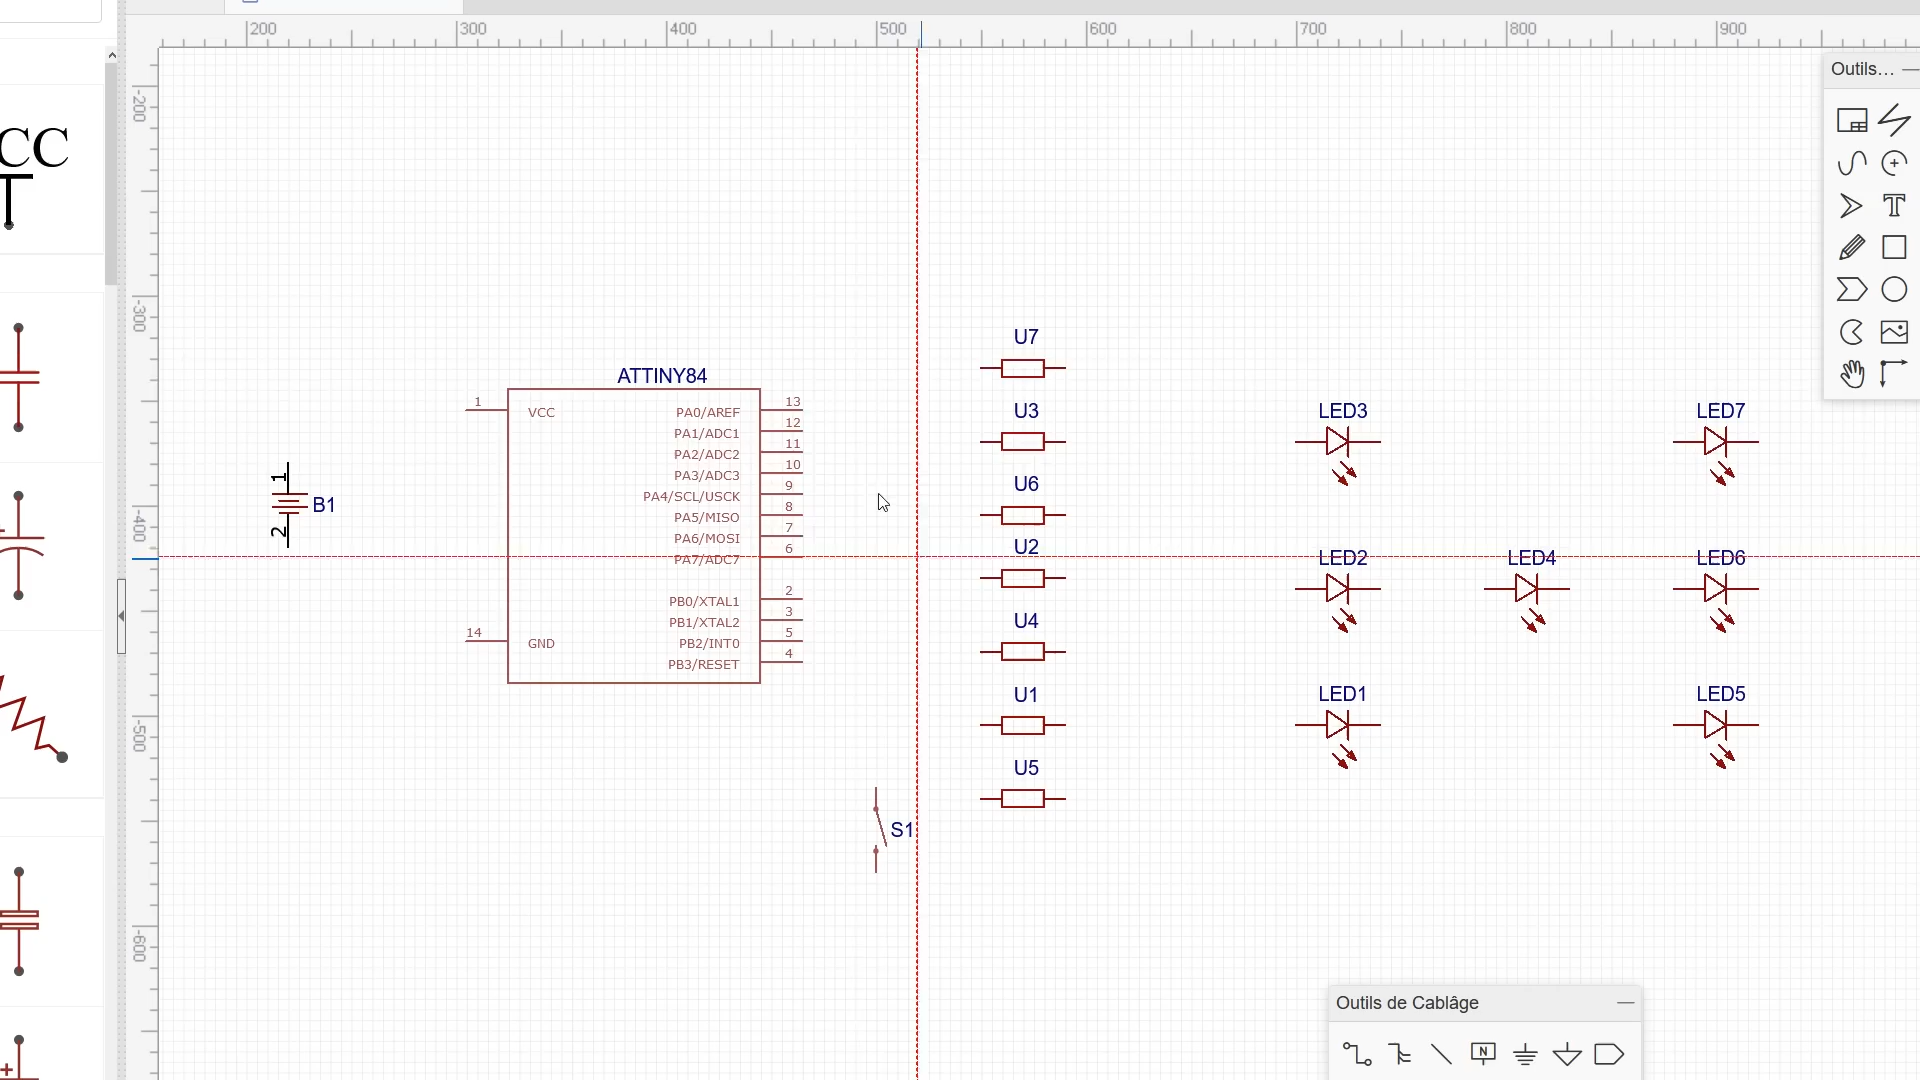 200 300 400 500 600 700 800 900
Outils...
-200
CC
-300
U7
ATTINY84
1 VCC PA0/AREF 13
PA1/ADC1 12
PA2/ADC2 11
PA3/ADC3 10
PA4/SCL/USCK 9
PA5/MISO 8
PA6/MOSI 7
PA7/ADC7 6
PB0/XTAL1 2
PB1/XTAL2 3
14 GND PB2/INT0 5
PB3/RESET 4
U3 LED3 LED7
1
B1
2
U6
-400
U2 LED2 LED4 LED6
U4
U1 LED1 LED5
-500
U5
S1
-600
Outils de Cablâge
N